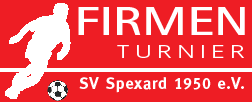 FIRMEN
TURNIER
SV Spexard 1950 e.V.